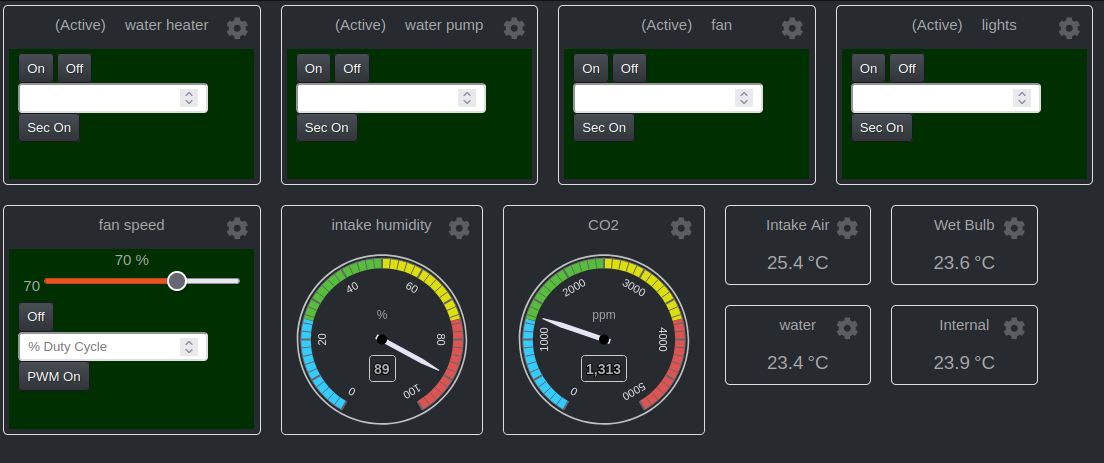 (Active) water heater
On Off
Sec On
(Active) water pump
On Off
Sec On
(Active) fan
On Off
Sec On
(Active) lights
On Off
Sec On
fan speed
70 %
70
Off
% Duty Cycle
PWM On
intake humidity
0 20 40 60 80 100
%
89
CO2
0 1000 2000 3000 4000 5000
ppm
1,313
Intake Air
25.4 °C
Wet Bulb
23.6 °C
water
23.4 °C
Internal
23.9 °C